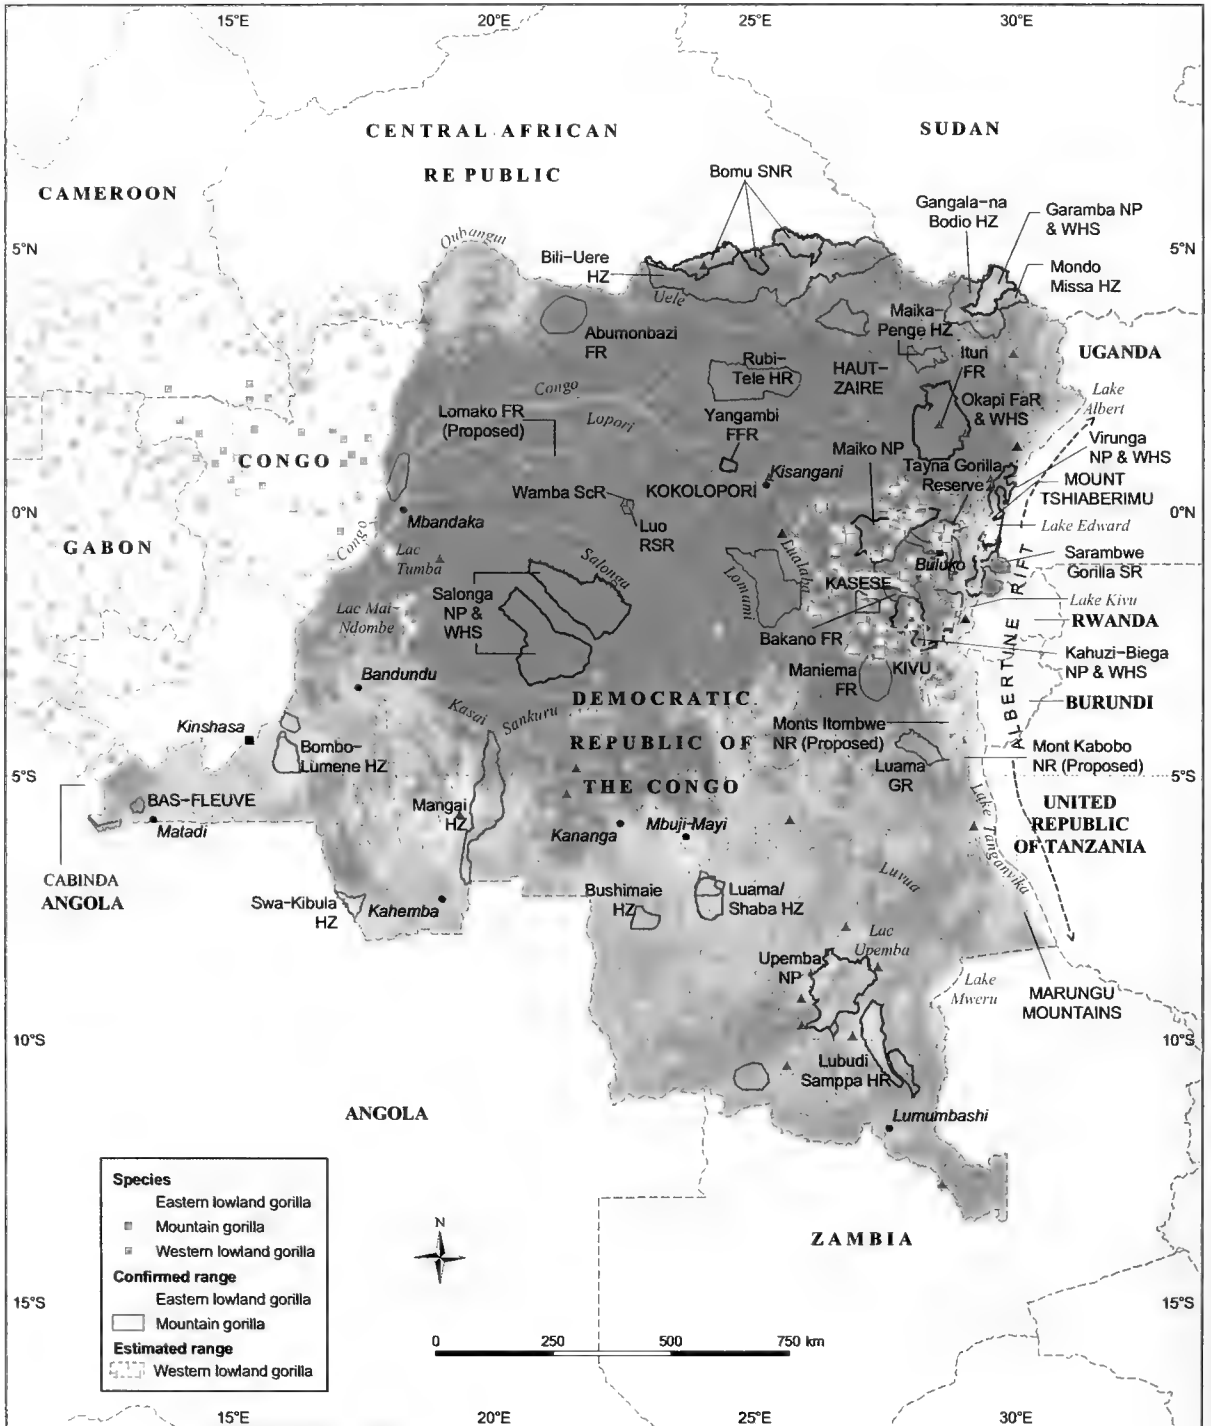 15°E 20°E 25°E 30°E
CENTRAL AFRICAN
REPUBLIC
SUDAN
CAMEROON
Bomu SNR
Gangala-na
Bodio HZ
Garamba NP
& WHS
5°N
Oubangui
Bili-Uere
HZ
5°N
Mondo
Missa HZ
Uele
Abumonbazi
FR
Maika-
Penge HZ
Ituri
FR
UGANDA
Rubi-
Tele HR
HAUT-
ZAIRE
Congo
Lopori
Lomako FR
(Proposed)
Okapi FaR
& WHS
Lake
Albert
Yangambi
FFR
Virunga
NP & WHS
CONGO
Maiko NP
Tayna Gorilla
Reserve
MOUNT
TSHIABERIMU
Kisangani
Wamba ScR
KOKOLOPORI
0°N
Mbandaka
Luo
RSR
Lake Edward
0°N
GABON
Congo
Lac
Tumba
Salonga
Lomami
Lualaba
Buluko
Sarambwe
Gorilla SR
KASESE
Salonga
NP &
WHS
Lac Mai-
Ndombe
Lake Kivu
RWANDA
Bakano FR
ALBERTUNE RIFT
Kahuzi-Biega
NP & WHS
Maniema
FR
KIVU
Bandundu
DEMOCRATIC
REPUBLIC OF
THE CONGO
BURUNDI
Kasai
Sankuru
Kinshasa
Monts Itombwe
NR (Proposed)
Mont Kabobo
NR (Proposed)
Bombo-
Lumene HZ
Luama
GR
5°S
5°S
BAS-FLEUVE
Matadi
Mangai
HZ
Kananga
Mbuji-Mayi
Lake Tanganyika
UNITED
REPUBLIC
OF TANZANIA
CABINDA
ANGOLA
Swa-Kibula
HZ
Kahemba
Bushimaie
HZ
Luama/
Shaba HZ
Luvua
Upemba
NP
Lac
Upemba
Lake
Mweru
MARUNGU
MOUNTAINS
10°S
10°S
Lubudi
Samppa HR
ANGOLA
Lumumbashi
Species
Eastern lowland gorilla
Mountain gorilla
Western lowland gorilla
Confirmed range
Eastern lowland gorilla
Mountain gorilla
Estimated range
Western lowland gorilla
N
ZAMBIA
15°S
0 250 500 750 km
15°S
15°E 20°E 25°E 30°E